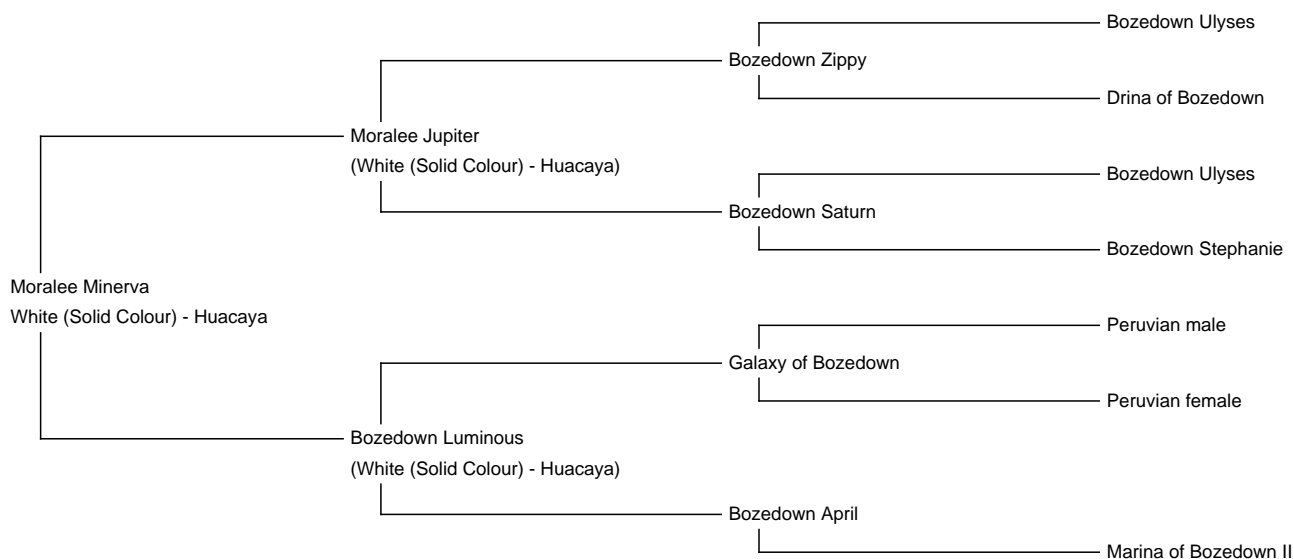 Bozedown Ulyses
Bozedown Zippy
Drina of Bozedown
Moralee Jupiter
(White (Solid Colour) - Huacaya)
Bozedown Ulyses
Bozedown Saturn
Bozedown Stephanie
Moralee Minerva
White (Solid Colour) - Huacaya
Peruvian male
Galaxy of Bozedown
Peruvian female
Bozedown Luminous
(White (Solid Colour) - Huacaya)
Bozedown April
Marina of Bozedown II